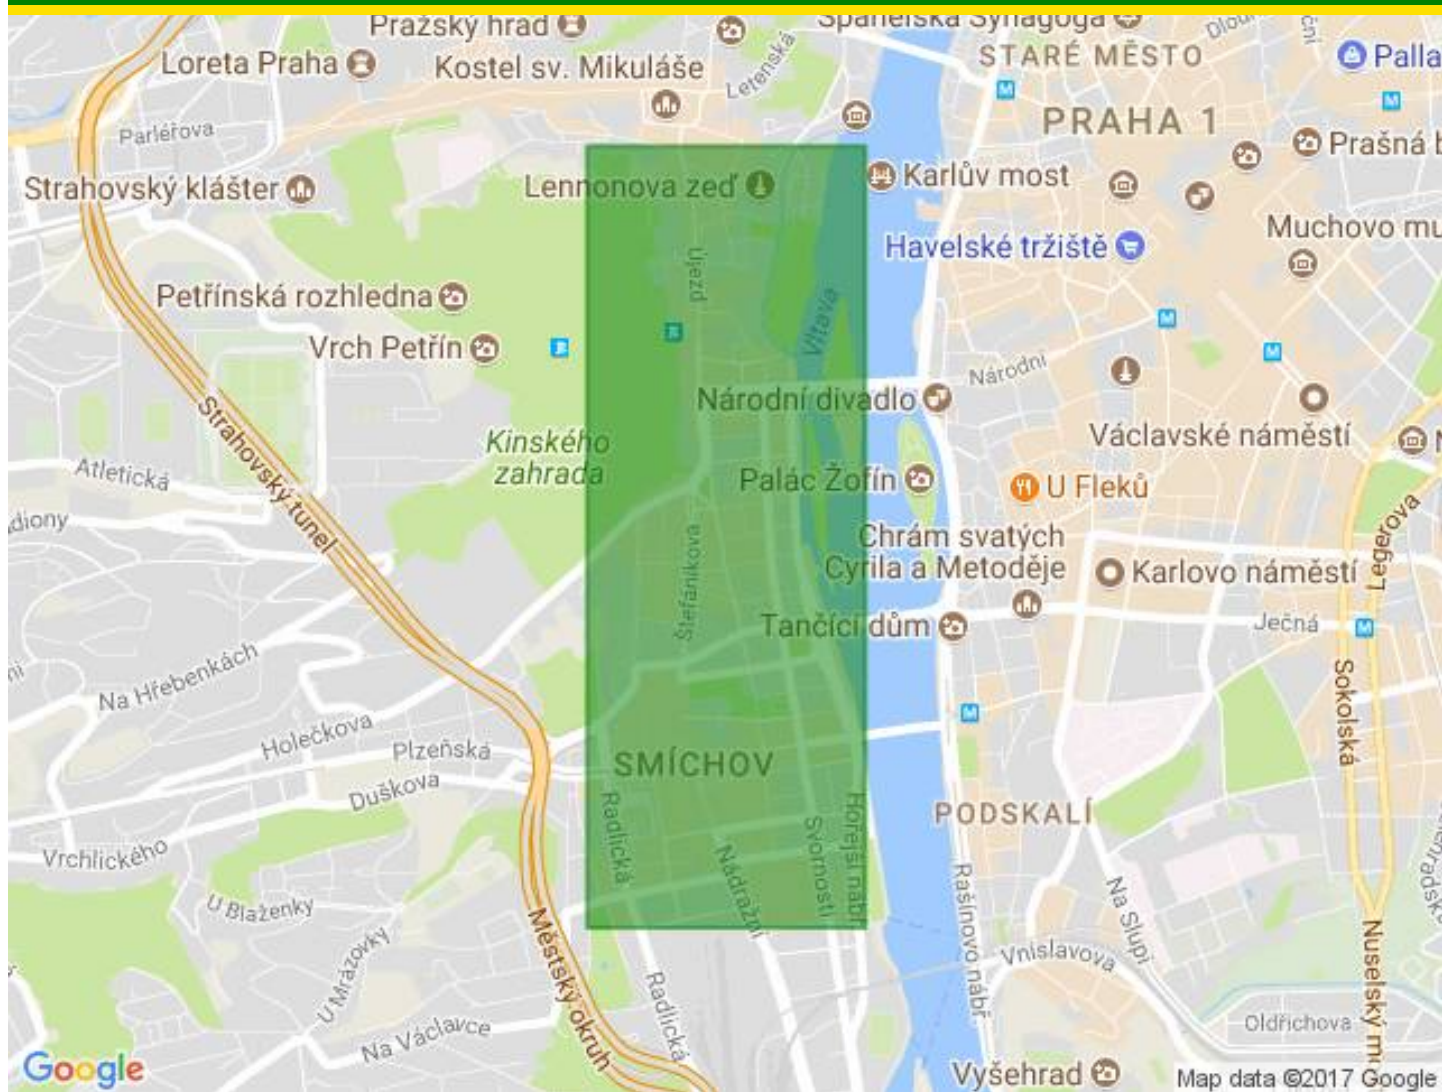 Pražský hrad
Španělská Synagoga
STARÉ MĚSTO
Loreta Praha
Kostel sv. Mikuláše
Letenská
Palla
Parléřova
PRAHA 1
Prašná b
Strahovský klášter
Lennonova zeď
Karlův most
Havelské tržiště
Muchovo mu
Újezd
Petřínská rozhledna
Vltava
Vrch Petřín
Národní
Národní divadlo
Strahovský tunel
Kinského
zahrada
Václavské náměstí
Atletická
Palác Žofín
U Fleků
diony
Legerova
Chrám svatých
Cyrila a Metoděje
Štefánikova
Karlovo náměstí
Tančící dům
Ječná
Na Hřebenkách
Sokolská
Holečkova
Plzeňská
SMÍCHOV
Duškova
PODSKALÍ
Radlická
Hořejší nábř
Svornosti
Vrchlického
Nádražní
Rašínovo nábř
Na Slupi
U Blaženky
U Mrázovky
Městský okruh
Vnislavova
Nuselský m
Radlická
Na Václavce
Oldřichova
Vyšehrad
Google
Map data ©2017 Google